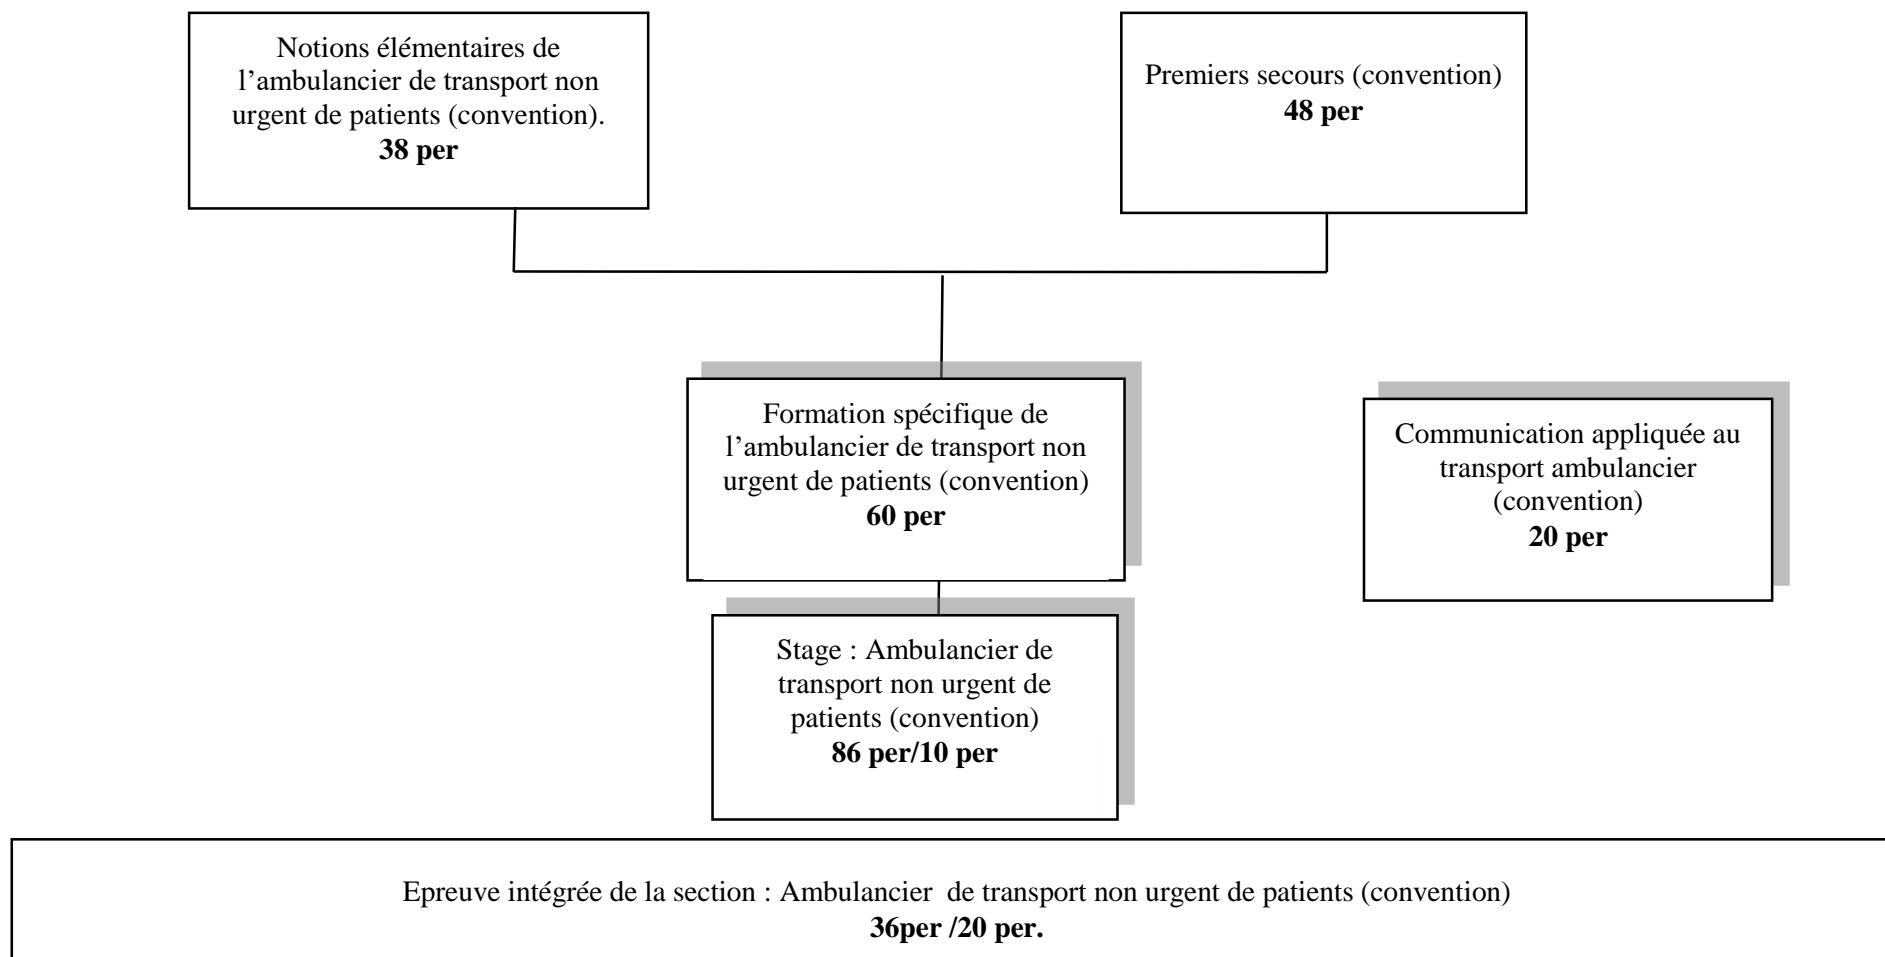 Notions élémentaires de
l’ambulancier de transport non
urgent de patients (convention).
38 per
Premiers secours (convention)
48 per
Formation spécifique de
l’ambulancier de transport non
urgent de patients (convention)
60 per
Communication appliquée au
transport ambulancier
(convention)
20 per
Stage : Ambulancier de
transport non urgent de
patients (convention)
86 per/10 per
Epreuve intégrée de la section : Ambulancier  de transport non urgent de patients (convention)
36per /20 per.